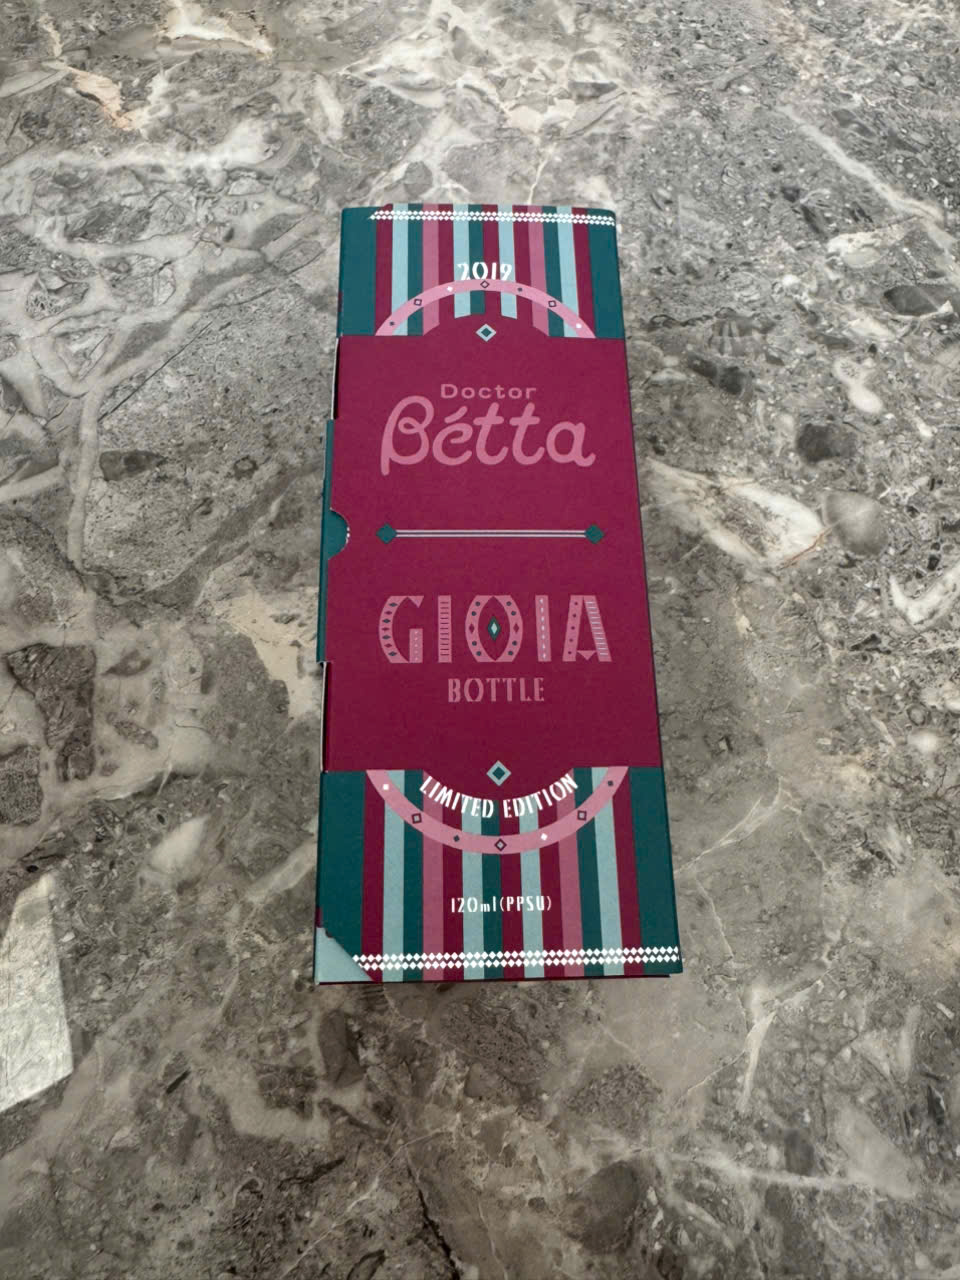 2019
Doctor
Bétta
GIOIA
BOTTLE
LIMITED EDITION
120ml(PPSU)